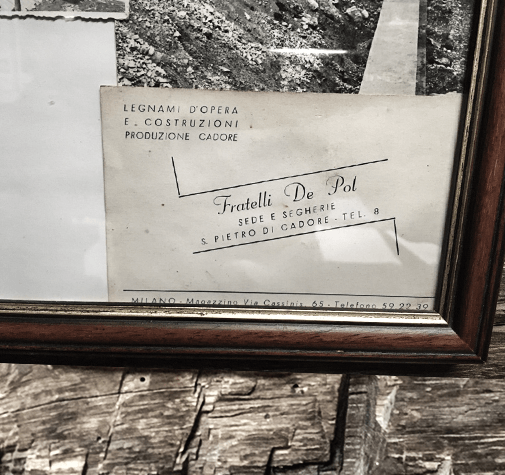 LEGNAMI D'OPERA
E COSTRUZIONI
PRODUZIONE CADORE
Fratelli De Pol
SEDE E SEGHERIE
S. PIETRO DI CADORE - TEL. 8
MILANO - Magazzino Via Cassinis 65 - Telefono 59 22 39